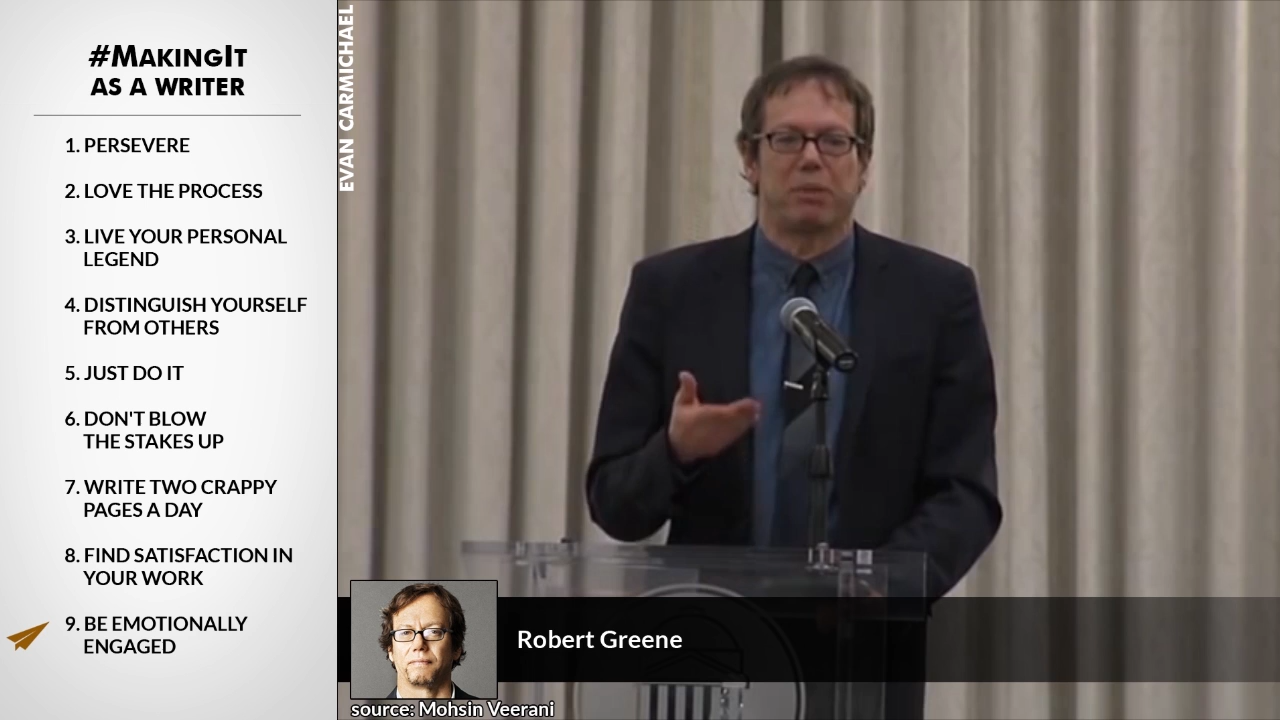 #MAKINGIT
AS A WRITER
1. PERSEVERE
2. LOVE THE PROCESS
3. LIVE YOUR PERSONAL
LEGEND
4. DISTINGUISH YOURSELF
FROM OTHERS
5. JUST DO IT
6. DON'T BLOW
THE STAKES UP
7. WRITE TWO CRAPPY
PAGES A DAY
8. FIND SATISFACTION IN
YOUR WORK
9. BE EMOTIONALLY
ENGAGED
EVAN CARMICHAEL
Robert Greene
source: Mohsin Veerani